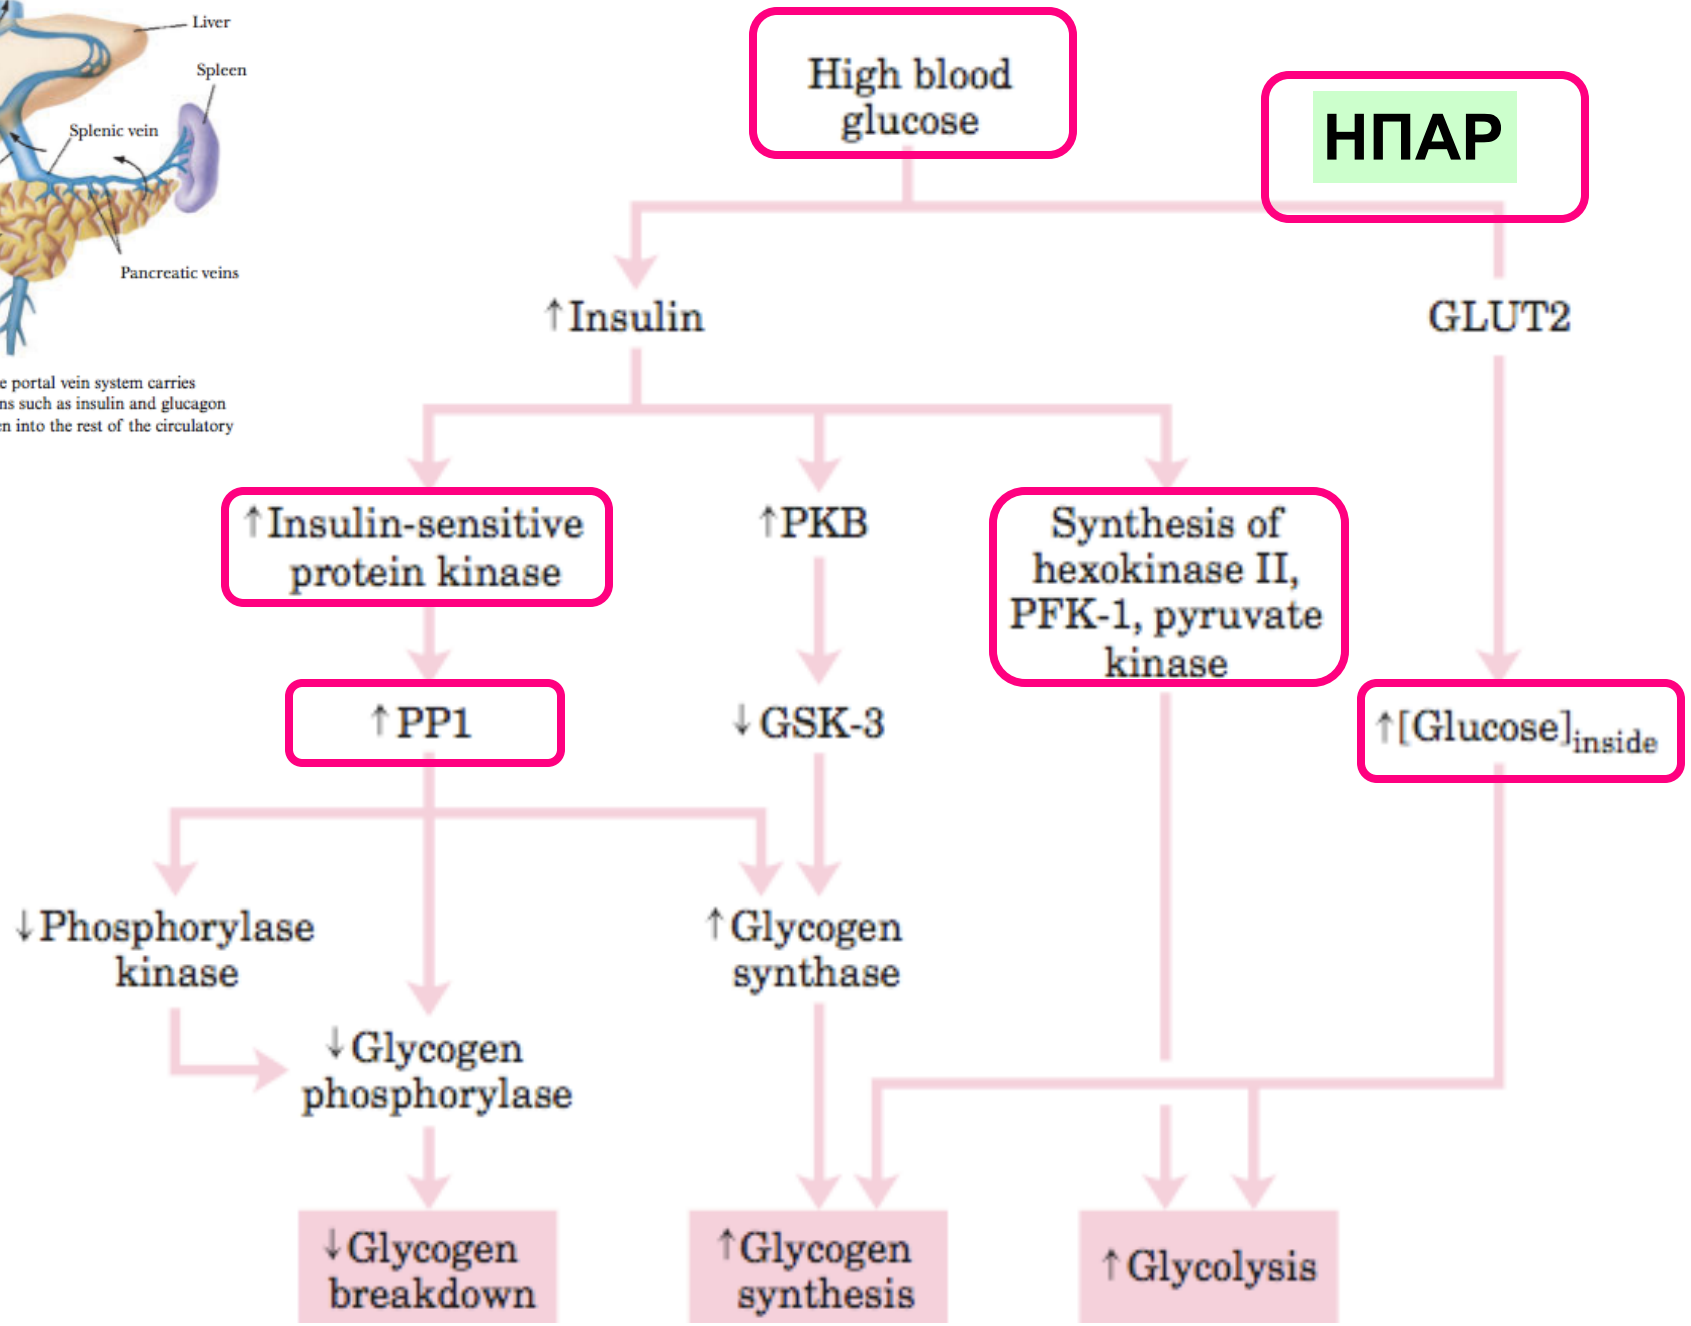 Liver
Spleen
Splenic vein
Pancreatic veins
e portal vein system carries
ns such as insulin and glucagon
en into the rest of the circulatory
High blood
glucose
НПАР
↑Insulin
GLUT2
↑Insulin-sensitive
protein kinase
↑PKB
Synthesis of
hexokinase II,
PFK-1, pyruvate
kinase
↑PP1
↓GSK-3
↑[Glucose]inside
↓Phosphorylase
kinase
↑Glycogen
synthase
↓Glycogen
phosphorylase
↓Glycogen
breakdown
↑Glycogen
synthesis
↑Glycolysis